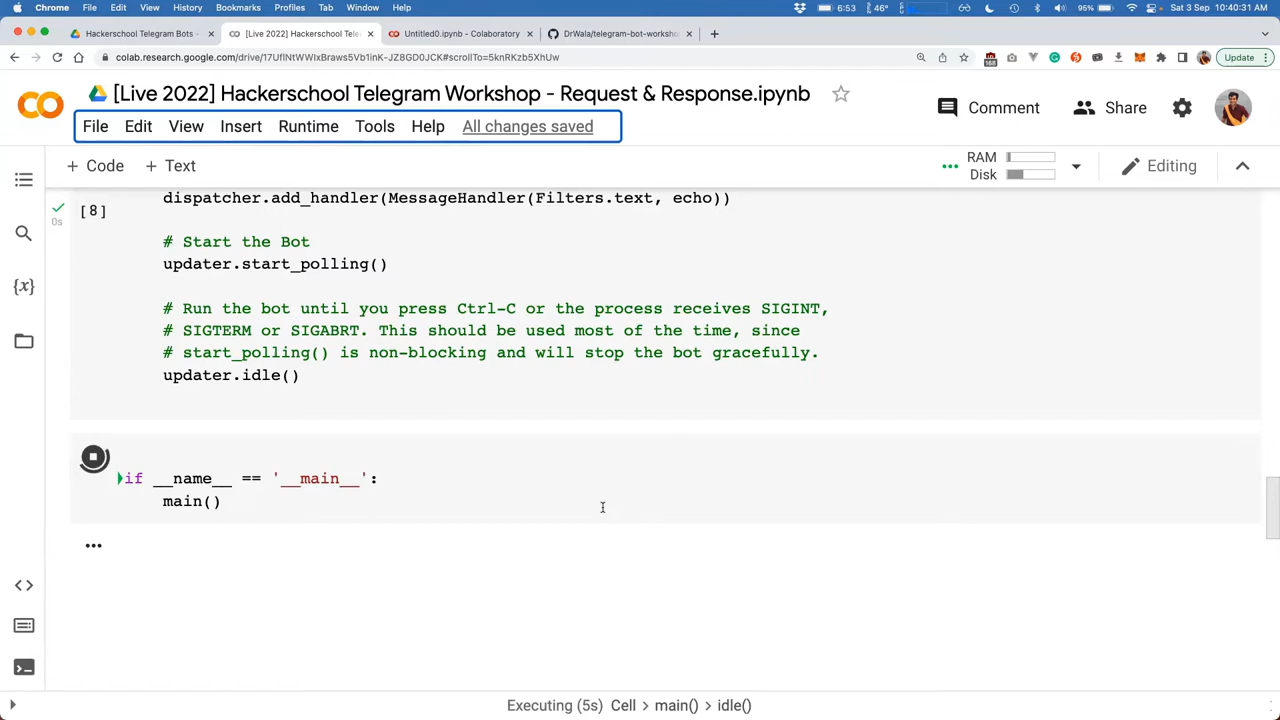 Chrome File Edit View History Bookmarks Profiles Tab Window Help 6:53 46° 95% Sat 3 Sep 10:40:31 AM
Hackerschool Telegram Bots - × [Live 2022] Hackerschool Tele × Untitled0.ipynb - Colaboratory × DrWala/telegram-bot-workshop × +
colab.research.google.com/drive/17UflNtWWlxBraws5Vb1inK-JZ8GD0JCK#scrollTo=5knRKzb5XhUw 168 Update
[Live 2022] Hackerschool Telegram Workshop - Request & Response.ipynb
File Edit View Insert Runtime Tools Help All changes saved
Comment Share
+ Code + Text
RAM
Disk
Editing
[8]
0s
dispatcher.add_handler(MessageHandler(Filters.text, echo))
# Start the Bot
updater.start_polling()
# Run the bot until you press Ctrl-C or the process receives SIGINT,
# SIGTERM or SIGABRT. This should be used most of the time, since
# start_polling() is non-blocking and will stop the bot gracefully.
updater.idle()
if __name__ == '__main__':
main()
...
Executing (5s) Cell > main() > idle()